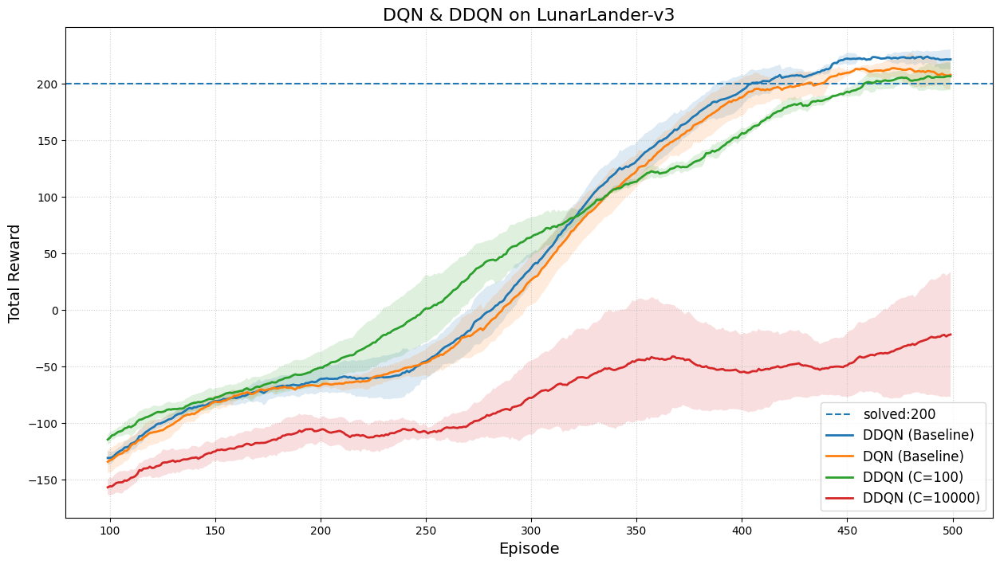 DQN & DDQN on LunarLander-v3
Total Reward
200
150
100
50
0
−50
−100
−150
100 150 200 250 300 350 400 450 500
Episode
solved:200
DDQN (Baseline)
DQN (Baseline)
DDQN (C=100)
DDQN (C=10000)